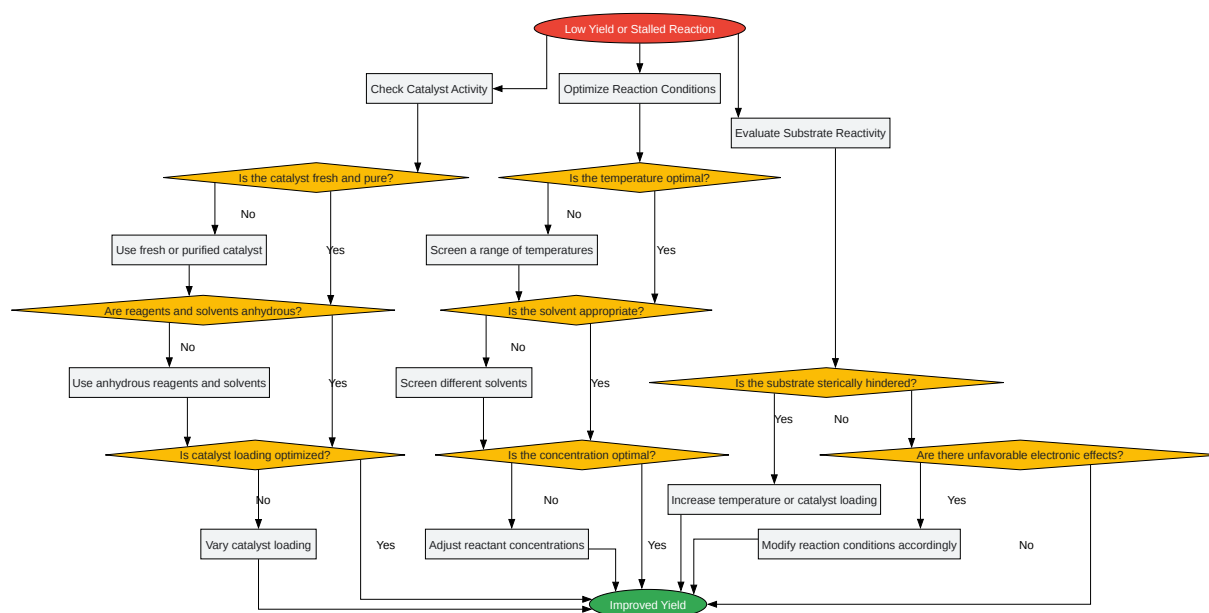 Low Yield or Stalled Reaction
Check Catalyst Activity
Optimize Reaction Conditions
Evaluate Substrate Reactivity
Is the catalyst fresh and pure?
Is the temperature optimal?
No
No
Use fresh or purified catalyst
Yes
Screen a range of temperatures
Yes
Are reagents and solvents anhydrous?
Is the solvent appropriate?
No
No
Use anhydrous reagents and solvents
Yes
Screen different solvents
Yes
Is the substrate sterically hindered?
Yes
No
Is catalyst loading optimized?
Is the concentration optimal?
Are there unfavorable electronic effects?
No
No
Increase temperature or catalyst loading
Yes
Vary catalyst loading
Yes
Adjust reactant concentrations
Yes
Modify reaction conditions accordingly
No
Improved Yield